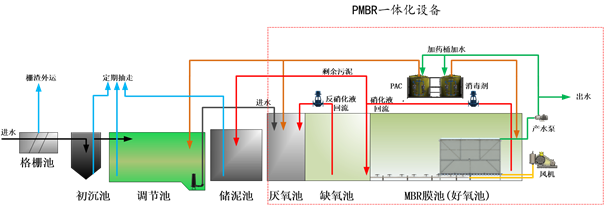 PMBR一体化设备
栅渣外运
定期抽走
剩余污泥
加药桶加水
PAC
消毒剂
出水
进水
反硝化液
回流
硝化液
回流
进水
产水泵
风机
格栅池
初沉池
调节池
储泥池
厌氧池
缺氧池
MBR膜池(好氧池)